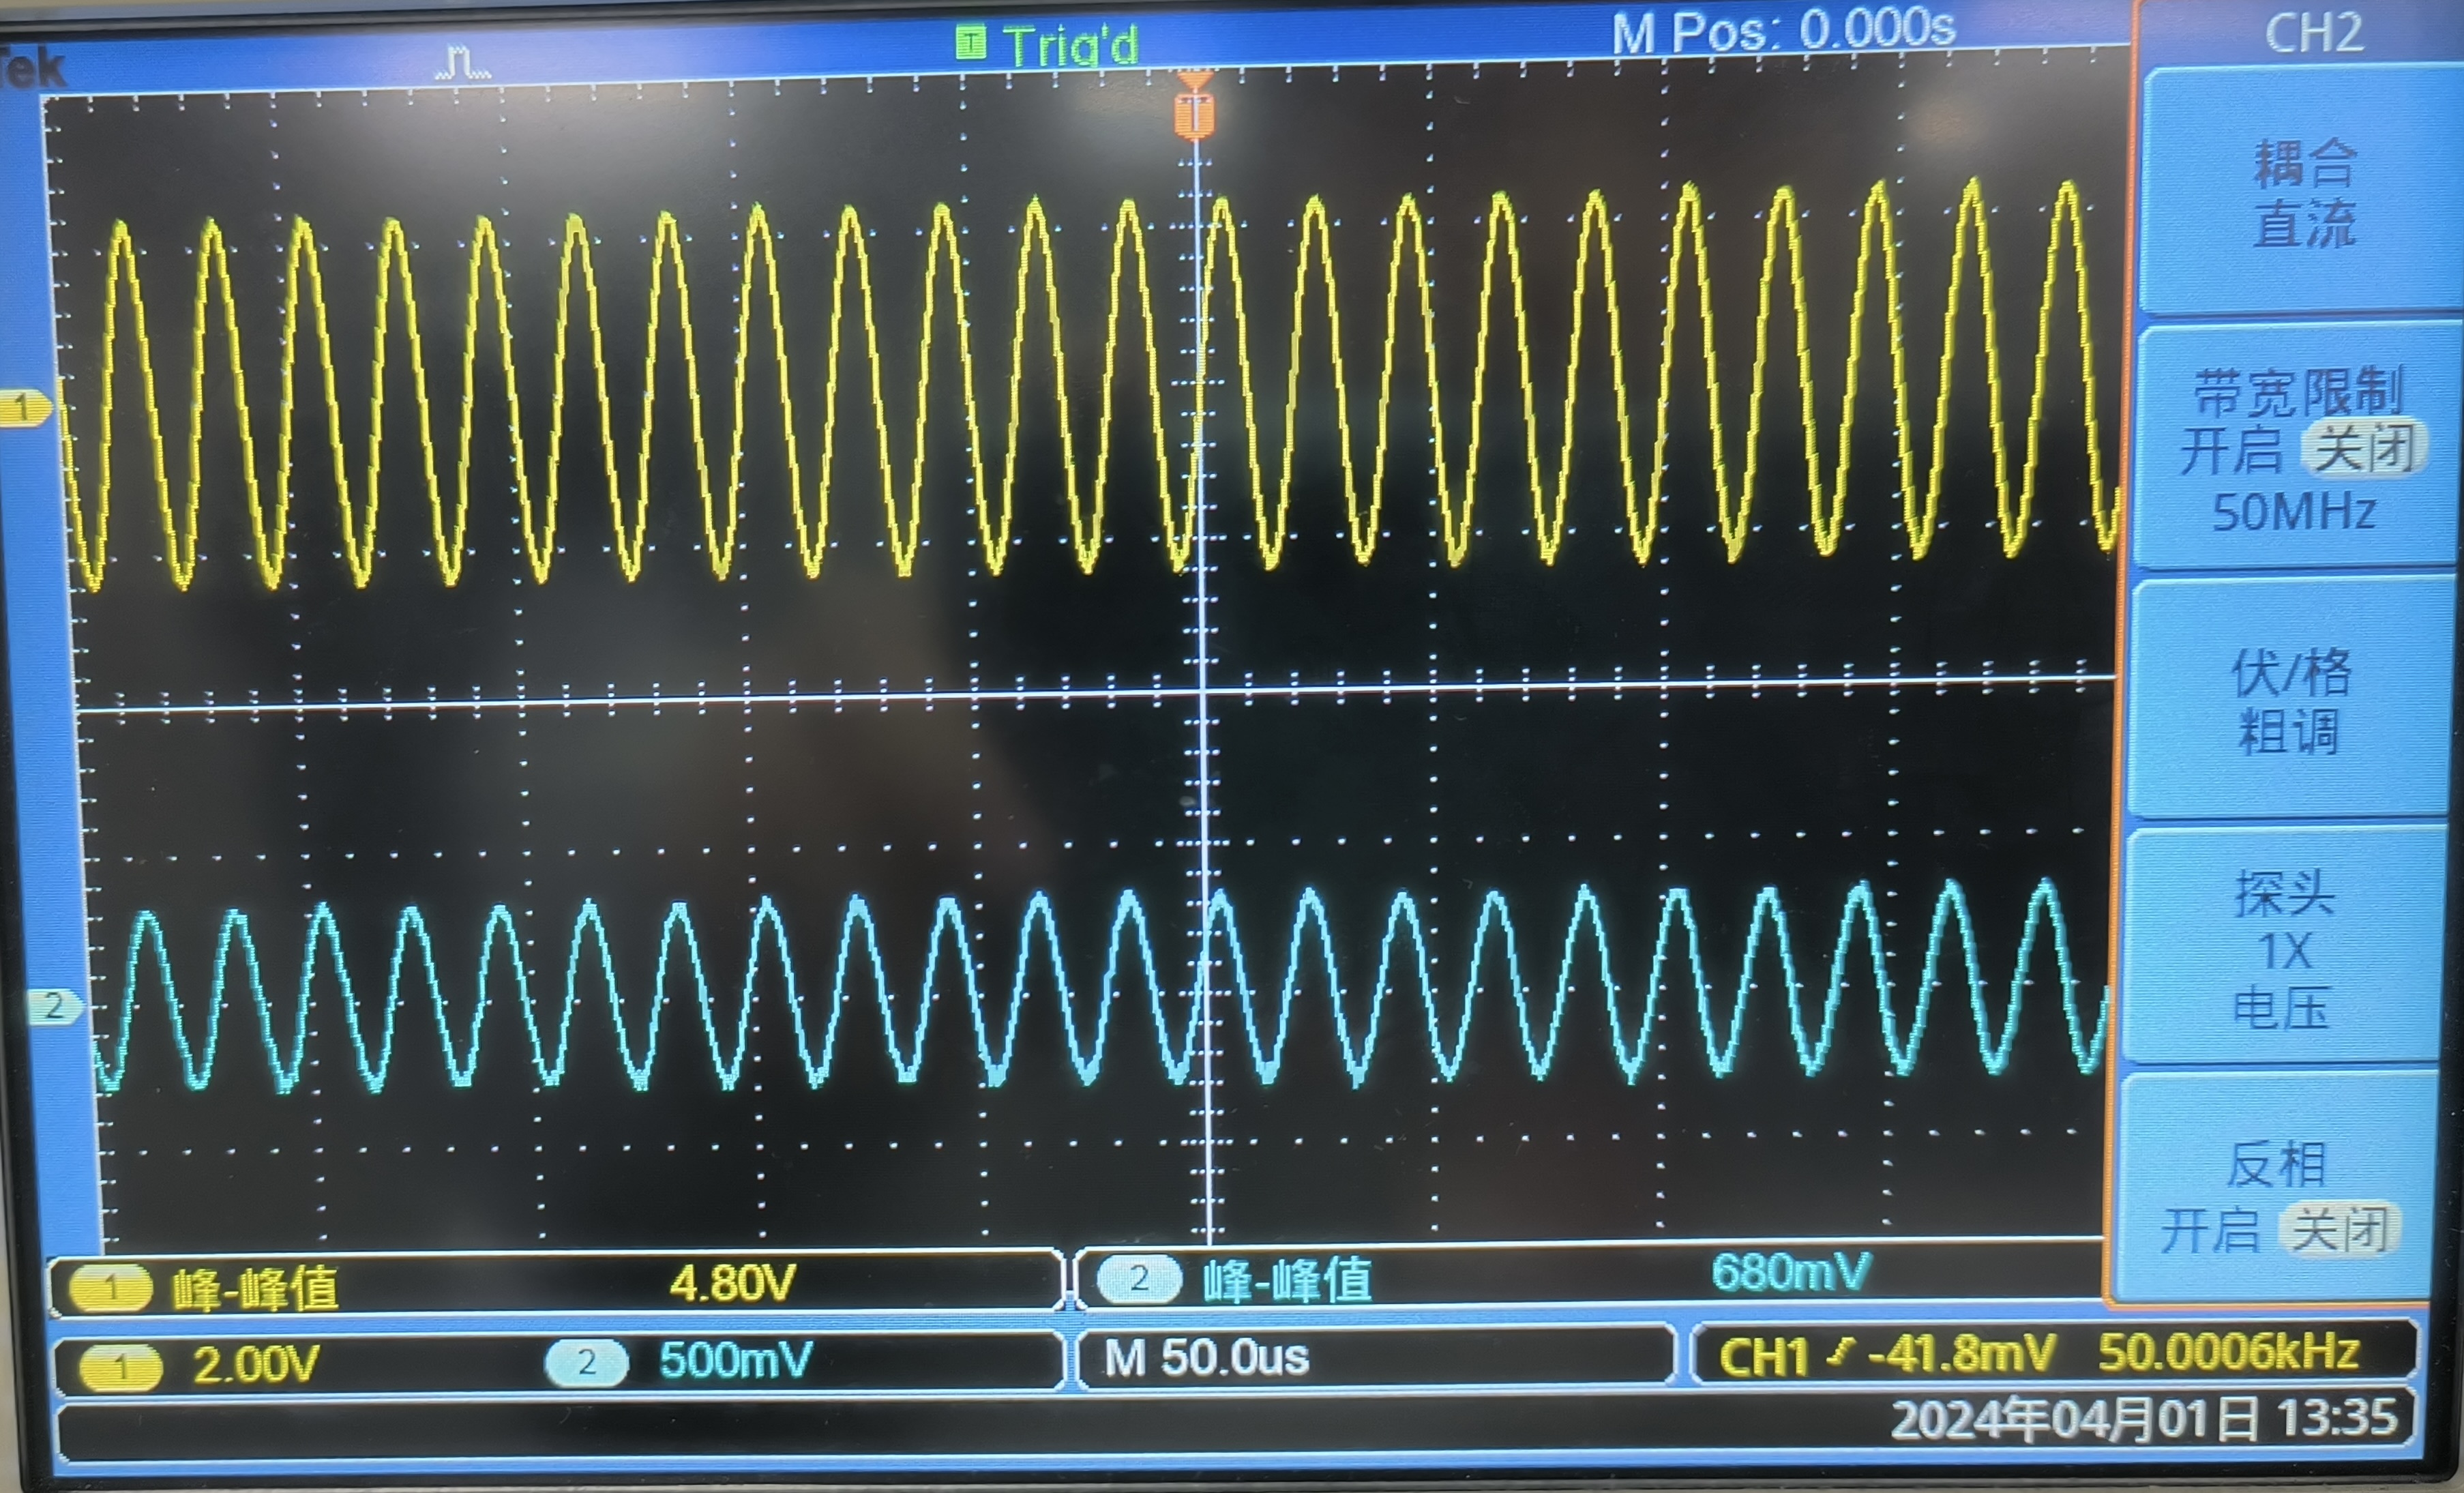 Tek
T Trig'd
M Pos: 0.000s
CH2
T
耦合
直流
1
带宽限制
开启 关闭
50MHz
伏/格
粗调
探头
1X
电压
2
反相
开启 关闭
1 峰-峰值 4.80V
2 峰-峰值 680mV
1 2.00V
2 500mV
M 50.0us
CH1 -41.8mV 50.0006kHz
2024年04月01日 13:35